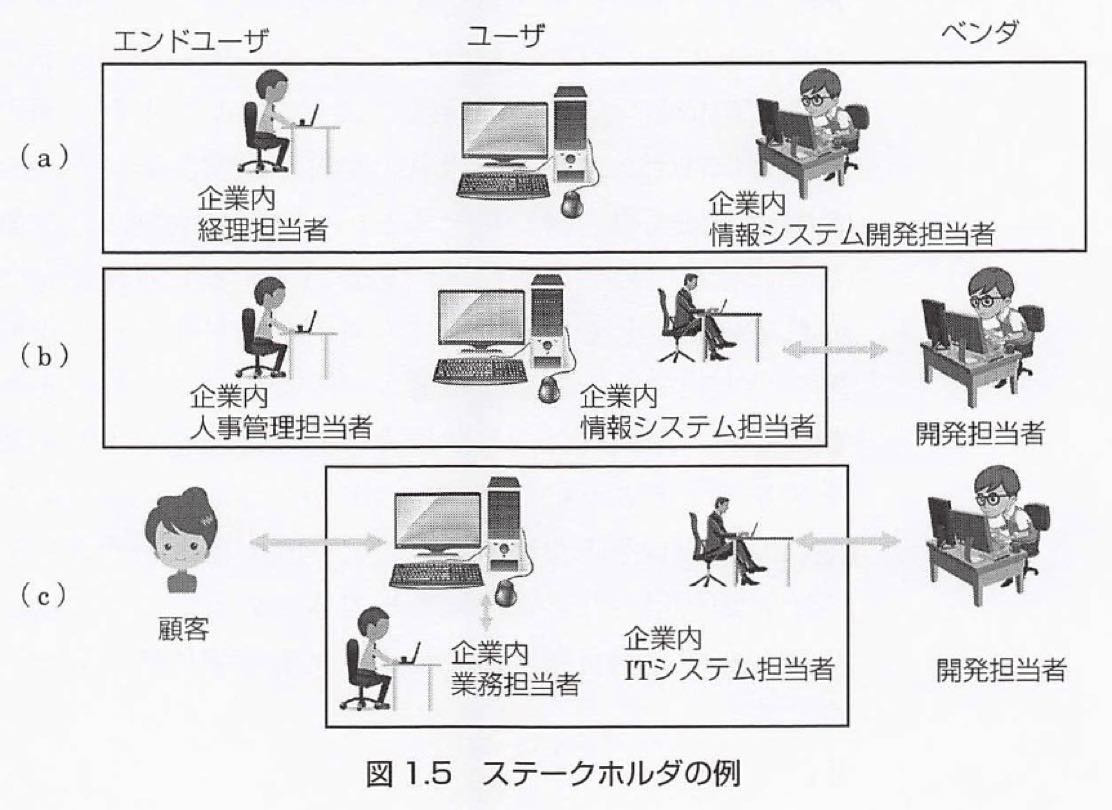 エンドユーザ
ユーザ
ベンダ
(a)
企業内
経理担当者
企業内
情報システム開発担当者
(b)
企業内
人事管理担当者
企業内
情報システム担当者
開発担当者
(c)
顧客
企業内
業務担当者
企業内
ITシステム担当者
開発担当者
図 1.5 ステークホルダの例